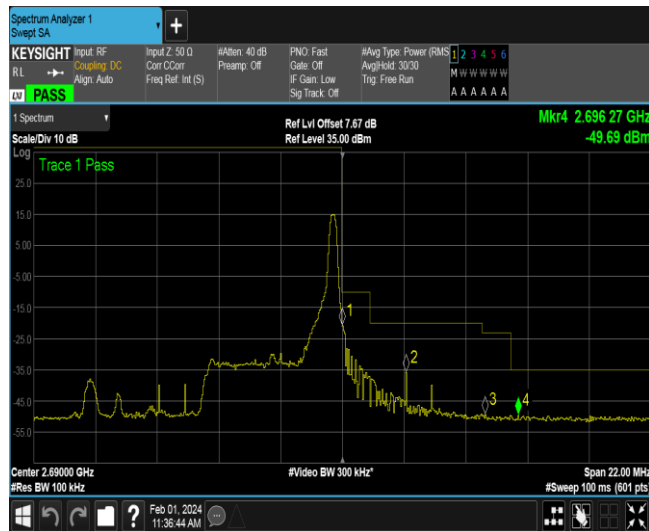 Spectrum Analyzer 1
Swept SA
+
KEYSIGHT
RL
LXI PASS
Input: RF
Coupling: DC
Align: Auto
Input Z: 50 Ω
Corr CCorr
Freq Ref: Int (S)
#Atten: 40 dB
Preamp: Off
PNO: Fast
Gate: Off
IF Gain: Low
Sig Track: Off
#Avg Type: Power (RMS
Avg|Hold: 30/30
Trig: Free Run
1 2 3 4 5 6
M W W W W W
A A A A A A
1 Spectrum
Scale/Div 10 dB
Ref Lvl Offset 7.67 dB
Ref Level 35.00 dBm
Mkr4 2.696 27 GHz
-49.69 dBm
Log
Trace 1 Pass
25.0
15.0
5.00
-5.00
-15.0
-25.0
-35.0
-45.0
-55.0
1
2
3
4
Center 2.69000 GHz
#Res BW 100 kHz
#Video BW 300 kHz*
Span 22.00 MHz
#Sweep 100 ms (601 pts)
?
Feb 01, 2024
11:36:44 AM